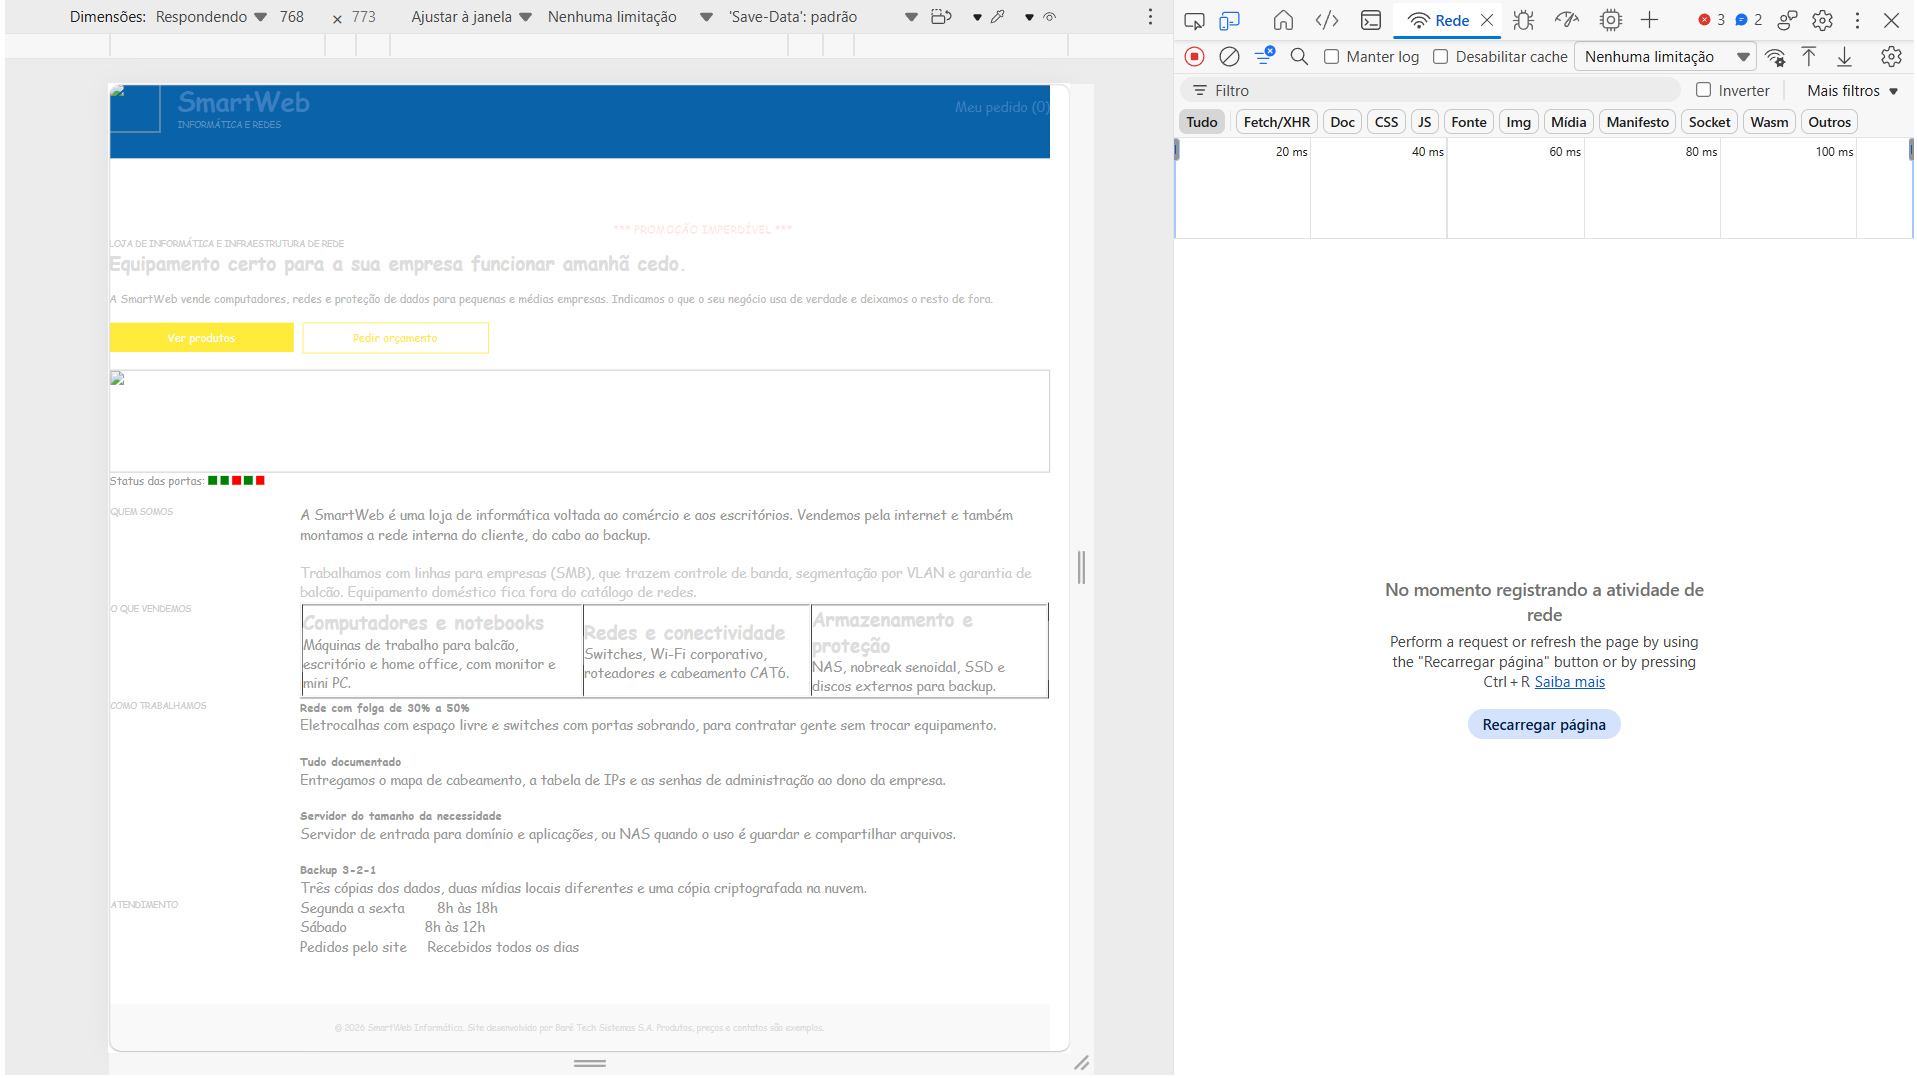 Dimensões: Respondendo 768 × 773 Ajustar à janela Nenhuma limitação 'Save-Data': padrão
Rede 3 2
Manter log Desabilitar cache Nenhuma limitação
Filtro Inverter Mais filtros
Tudo Fetch/XHR Doc CSS JS Fonte Img Mídia Manifesto Socket Wasm Outros
20 ms 40 ms 60 ms 80 ms 100 ms
SmartWeb
INFORMÁTICA E REDES
Meu pedido (0)
*** PROMOÇÃO IMPERDÍVEL ***
LOJA DE INFORMÁTICA E INFRAESTRUTURA DE REDE
Equipamento certo para a sua empresa funcionar amanhã cedo.
A SmartWeb vende computadores, redes e proteção de dados para pequenas e médias empresas. Indicamos o que o seu negócio usa de verdade e deixamos o resto de fora.
Ver produtos Pedir orçamento
Status das portas:
QUEM SOMOS
A SmartWeb é uma loja de informática voltada ao comércio e aos escritórios. Vendemos pela internet e também
montamos a rede interna do cliente, do cabo ao backup.
Trabalhamos com linhas para empresas (SMB), que trazem controle de banda, segmentação por VLAN e garantia de
balcão. Equipamento doméstico fica fora do catálogo de redes.
O QUE VENDEMOS
Computadores e notebooks
Máquinas de trabalho para balcão,
escritório e home office, com monitor e
mini PC.
Redes e conectividade
Switches, Wi-Fi corporativo,
roteadores e cabeamento CAT6.
Armazenamento e
proteção
NAS, nobreak senoidal, SSD e
discos externos para backup.
COMO TRABALHAMOS
Rede com folga de 30% a 50%
Eletrocalhas com espaço livre e switches com portas sobrando, para contratar gente sem trocar equipamento.
Tudo documentado
Entregamos o mapa de cabeamento, a tabela de IPs e as senhas de administração ao dono da empresa.
Servidor do tamanho da necessidade
Servidor de entrada para domínio e aplicações, ou NAS quando o uso é guardar e compartilhar arquivos.
Backup 3-2-1
Três cópias dos dados, duas mídias locais diferentes e uma cópia criptografada na nuvem.
ATENDIMENTO
Segunda a sexta 8h às 18h
Sábado 8h às 12h
Pedidos pelo site Recebidos todos os dias
© 2026 SmartWeb Informática. Site desenvolvido por Baré Tech Sistemas S.A. Produtos, preços e contatos são exemplos.
No momento registrando a atividade de
rede
Perform a request or refresh the page by using
the "Recarregar página" button or by pressing
Ctrl + R Saiba mais
Recarregar página